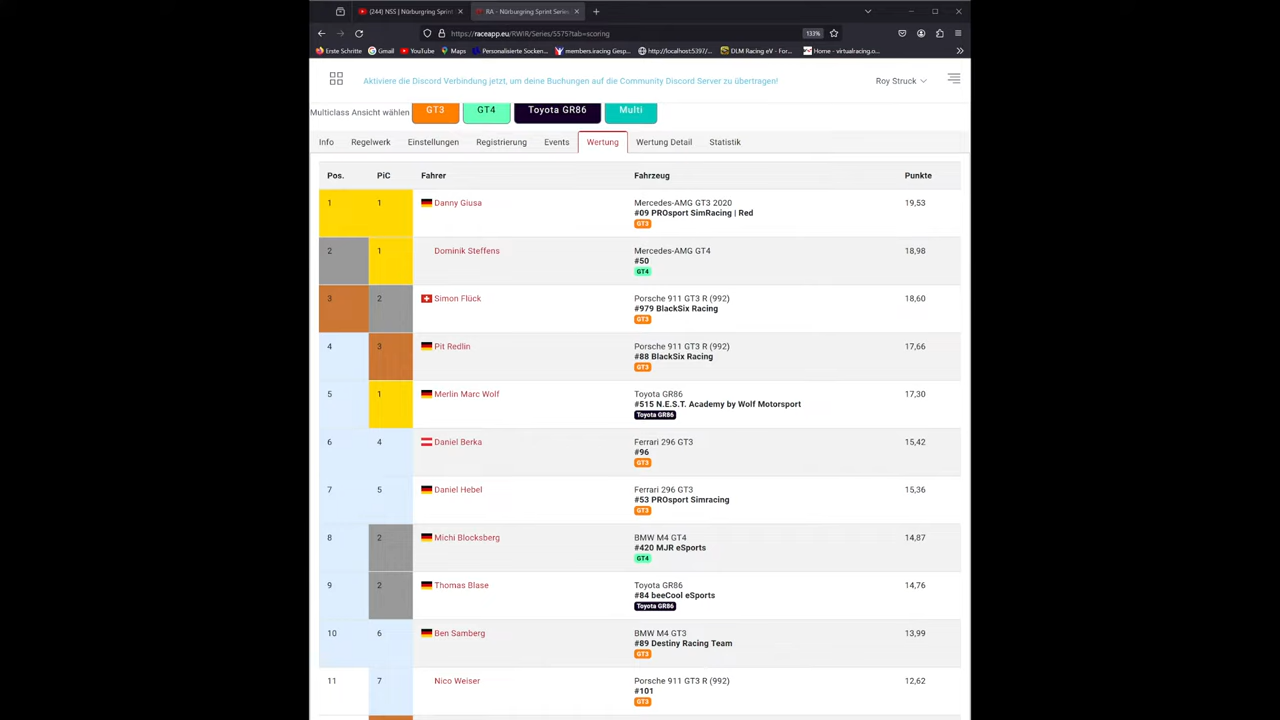 (244) NSS | Nürburgring Sprint
RA - Nürburgring Sprint Series
https://raceapp.eu/RWIR/Series/5575?tab=scoring
133%
Erste Schritte
Gmail
YouTube
Maps
Personalisierte Socken...
members.iracing Gesp...
http://localhost:5397/...
DLM Racing eV - For...
Home - virtualracing.o...
Aktiviere die Discord Verbindung jetzt, um deine Buchungen auf die Community Discord Server zu übertragen!
Roy Struck
Multiclass Ansicht wählen GT3 GT4 Toyota GR86 Multi
Info Regelwerk Einstellungen Registrierung Events Wertung Wertung Detail Statistik
Pos. PiC Fahrer Fahrzeug Punkte
1 1 Danny Giusa Mercedes-AMG GT3 2020 19,53
#09 PROsport SimRacing | Red
GT3
2 1 Dominik Steffens Mercedes-AMG GT4 18,98
#50
GT4
3 2 Simon Flück Porsche 911 GT3 R (992) 18,60
#979 BlackSix Racing
GT3
4 3 Pit Redlin Porsche 911 GT3 R (992) 17,66
#88 BlackSix Racing
GT3
5 1 Merlin Marc Wolf Toyota GR86 17,30
#515 N.E.S.T. Academy by Wolf Motorsport
Toyota GR86
6 4 Daniel Berka Ferrari 296 GT3 15,42
#96
GT3
7 5 Daniel Hebel Ferrari 296 GT3 15,36
#53 PROsport Simracing
GT3
8 2 Michi Blocksberg BMW M4 GT4 14,87
#420 MJR eSports
GT4
9 2 Thomas Blase Toyota GR86 14,76
#84 beeCool eSports
Toyota GR86
10 6 Ben Samberg BMW M4 GT3 13,99
#89 Destiny Racing Team
GT3
11 7 Nico Weiser Porsche 911 GT3 R (992) 12,62
#101
GT3